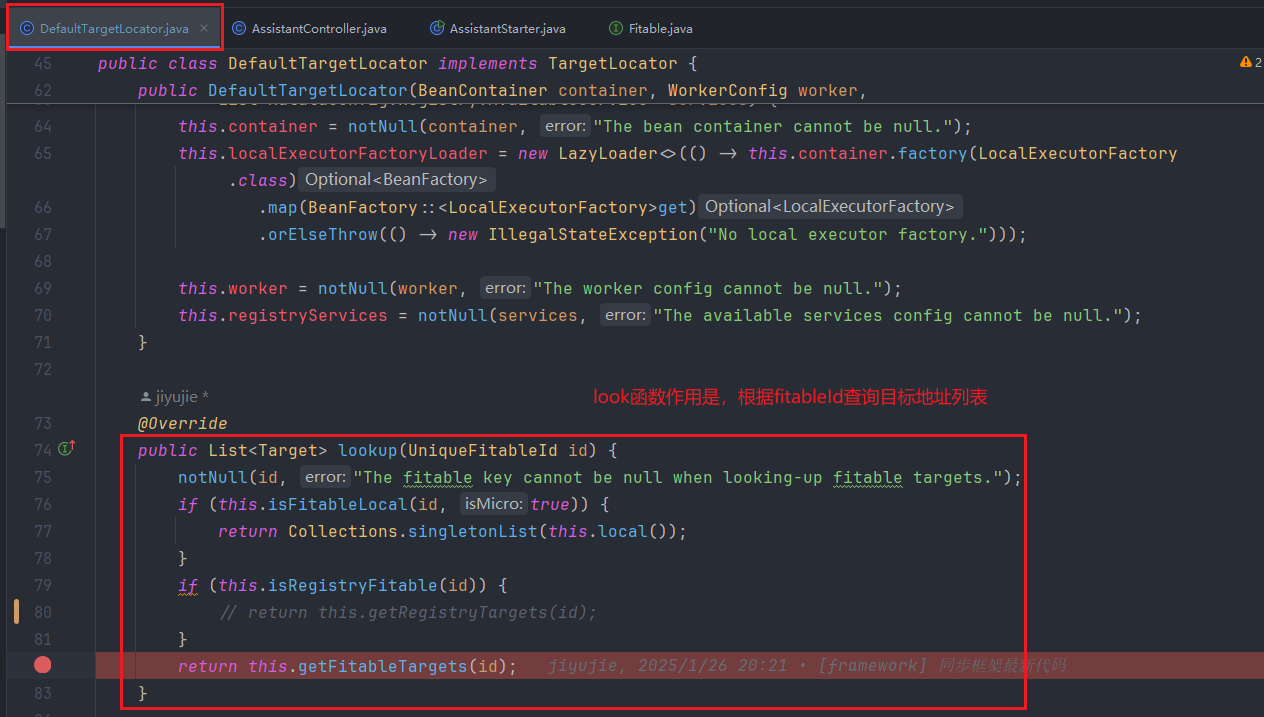 DefaultTargetLocator.java × AssistantController.java AssistantStarter.java Fitable.java
45 public class DefaultTargetLocator implements TargetLocator { 2
62 public DefaultTargetLocator(BeanContainer container, WorkerConfig worker,
64 this.container = notNull(container, error: "The bean container cannot be null.");
65 this.localExecutorFactoryLoader = new LazyLoader<>(() -> this.container.factory(LocalExecutorFactory
.class) Optional<BeanFactory>
66 .map(BeanFactory::<LocalExecutorFactory>get) Optional<LocalExecutorFactory>
67 .orElseThrow(() -> new IllegalStateException("No local executor factory.")));
68
69 this.worker = notNull(worker, error: "The worker config cannot be null.");
70 this.registryServices = notNull(services, error: "The available services config cannot be null.");
71 }
72
jiyujie *
look函数作用是，根据fitableId查询目标地址列表
73 @Override
74 public List<Target> lookup(UniqueFitableId id) {
75 notNull(id, error: "The fitable key cannot be null when looking-up fitable targets.");
76 if (this.isFitableLocal(id, isMicro: true)) {
77 return Collections.singletonList(this.local());
78 }
79 if (this.isRegistryFitable(id)) {
80 // return this.getRegistryTargets(id);
81 }
return this.getFitableTargets(id); jiyujie, 2025/1/26 20:21 • [framework] 同步框架最新代码
83 }